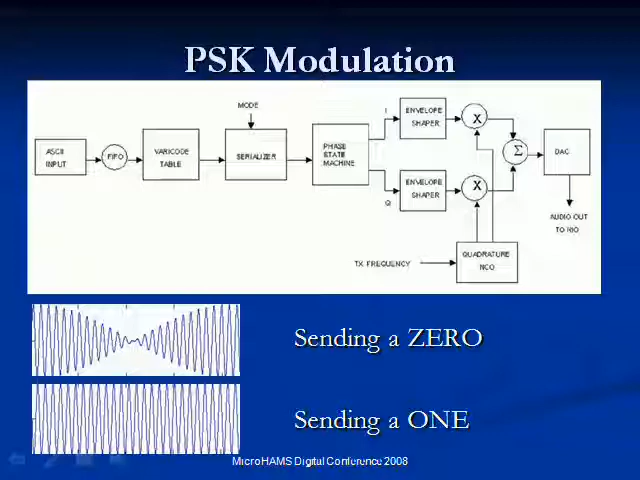 PSK Modulation
MODE
ASCII
INPUT
FIFO
VARICODE
TABLE
SERIALIZER
PHASE
STATE
MACHINE
I
ENVELOPE
SHAPER
X
Σ
DAC
Q
ENVELOPE
SHAPER
X
AUDIO OUT
TO RIG
TX FREQUENCY
QUADRATURE
NCO
Sending a ZERO
Sending a ONE
MicroHAMS Digital Conference 2008